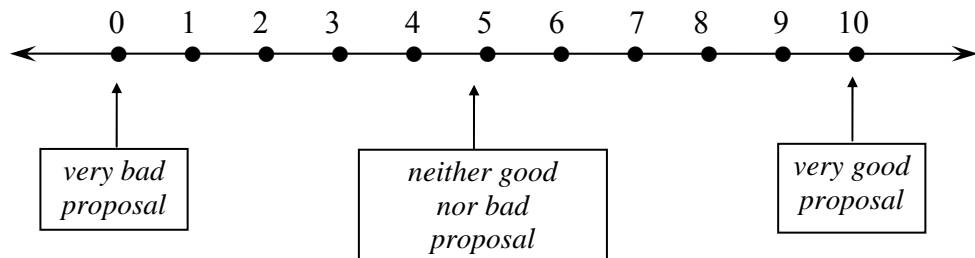 0 1 2 3 4 5 6 7 8 9 10
very bad
proposal
neither good
nor bad
proposal
very good
proposal